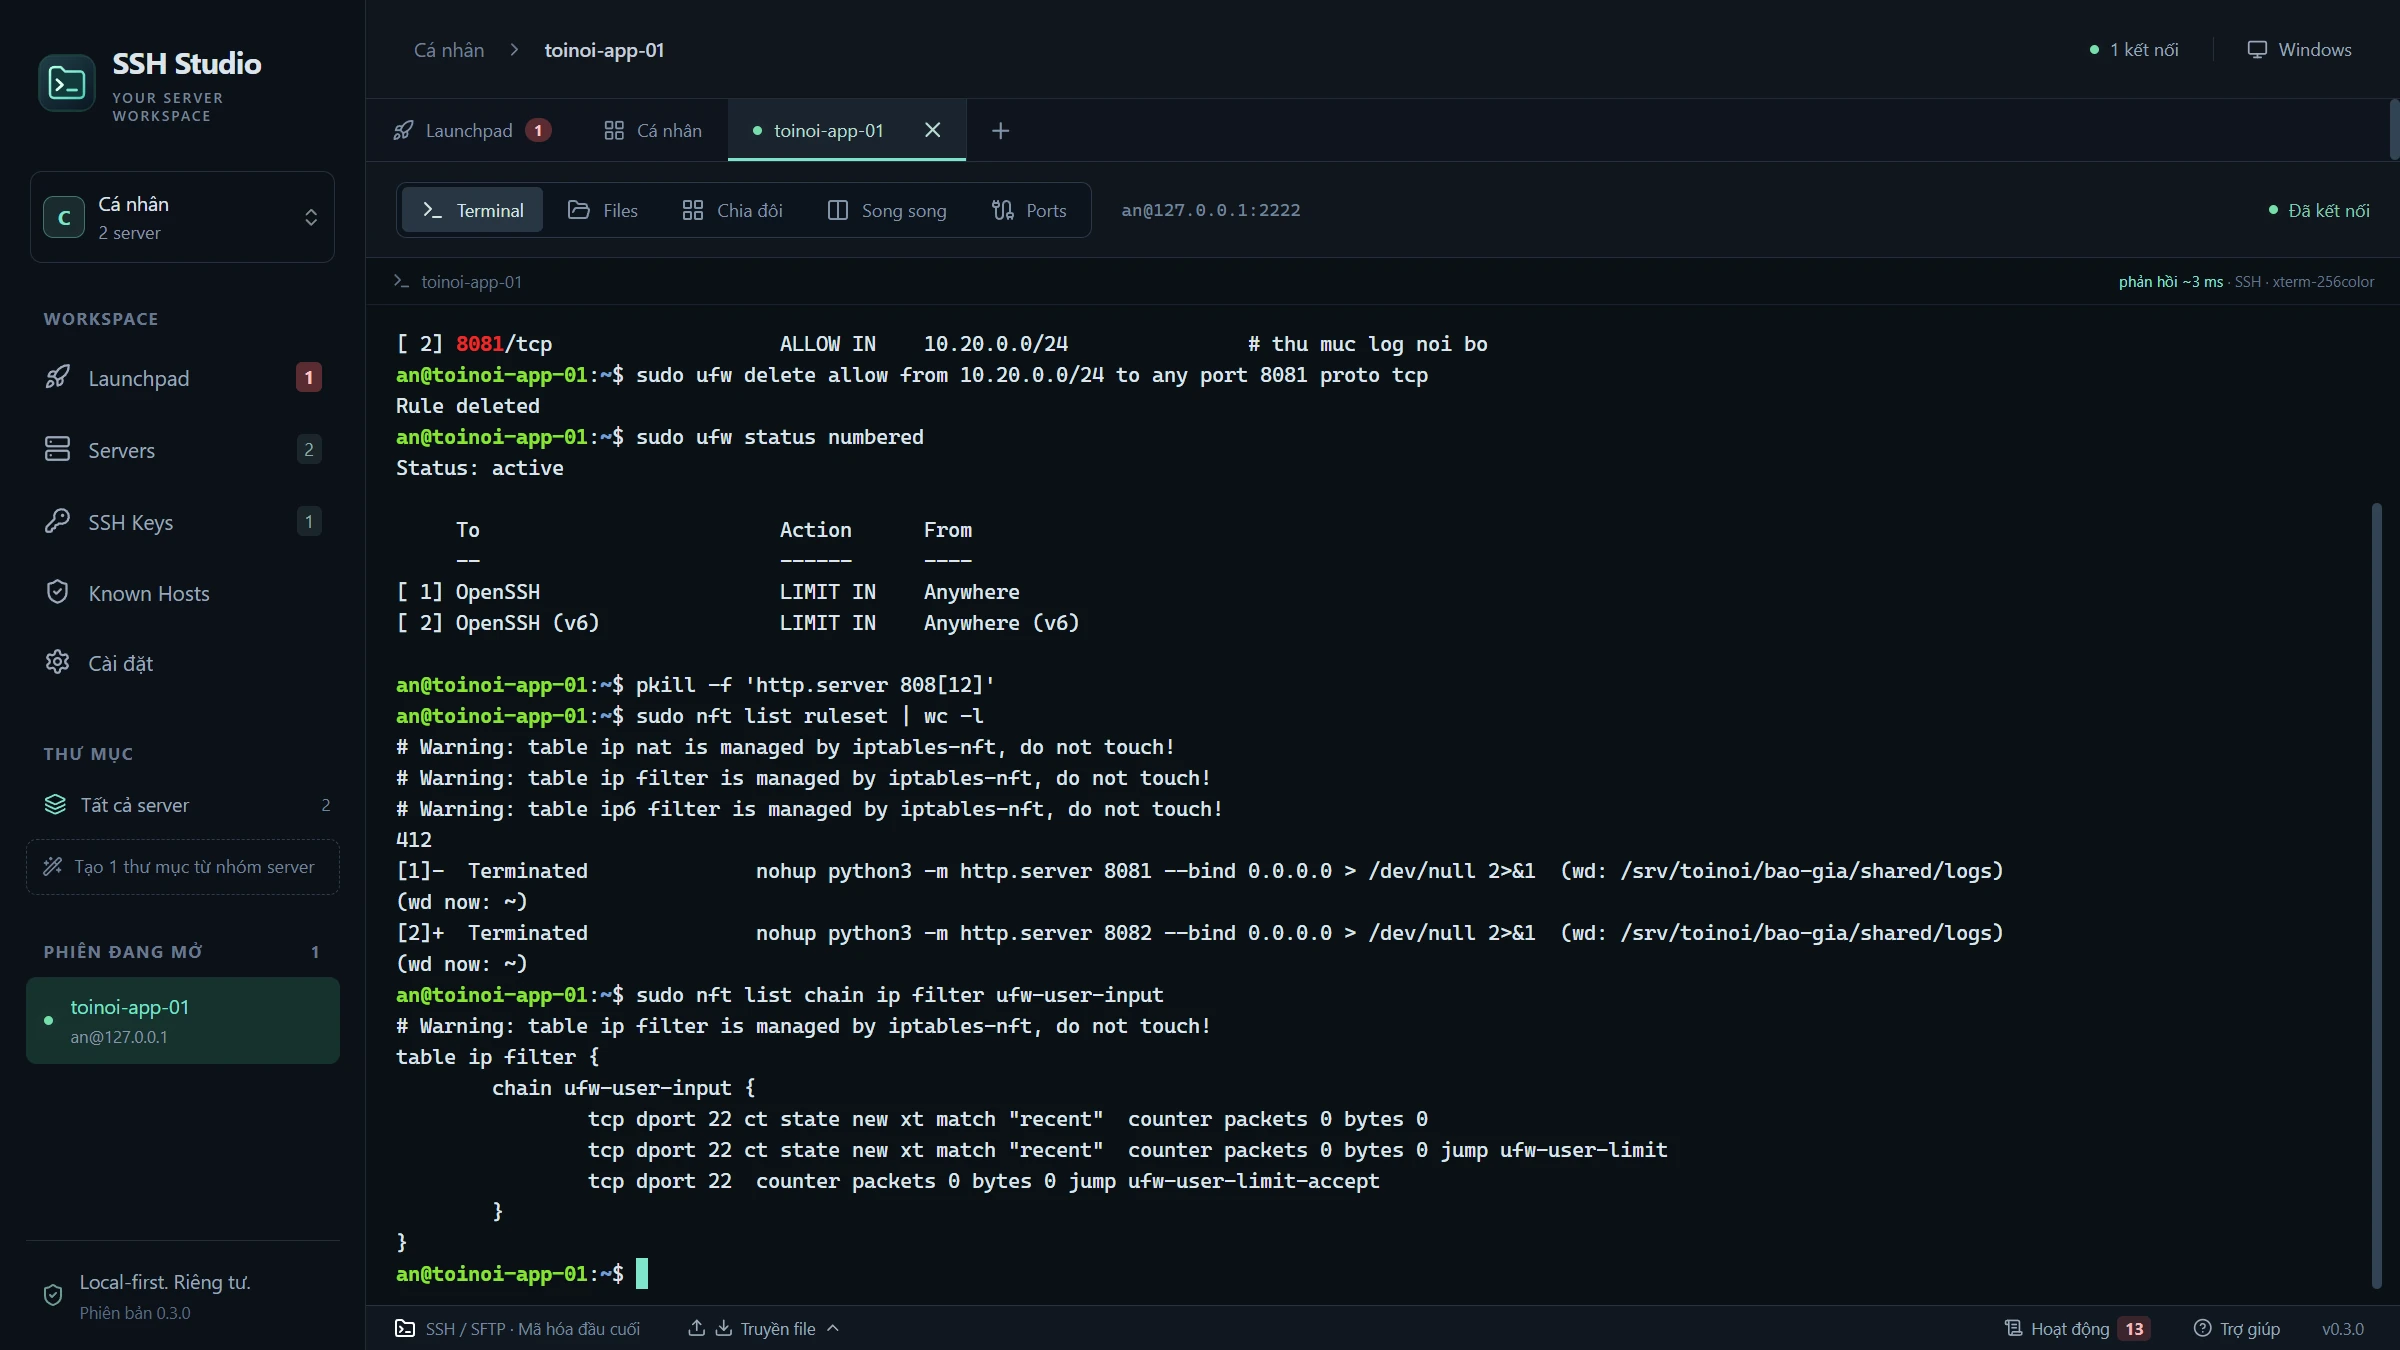 SSH Studio
YOUR SERVER
WORKSPACE
C
Cá nhân
2 server
WORKSPACE
Launchpad 1
Servers 2
SSH Keys 1
Known Hosts
Cài đặt
THƯ MỤC
Tất cả server 2
Tạo 1 thư mục từ nhóm server
PHIÊN ĐANG MỞ 1
toinoi-app-01
an@127.0.0.1
Local-first. Riêng tư.
Phiên bản 0.3.0
Cá nhân > toinoi-app-01
1 kết nối
Windows
Launchpad 1
Cá nhân
toinoi-app-01
Terminal
Files
Chia đôi
Song song
Ports
an@127.0.0.1:2222
Đã kết nối
toinoi-app-01
phản hồi ~3 ms · SSH · xterm-256color
[ 2] 8081/tcp                   ALLOW IN    10.20.0.0/24               # thu muc log noi bo
an@toinoi-app-01:~$ sudo ufw delete allow from 10.20.0.0/24 to any port 8081 proto tcp
Rule deleted
an@toinoi-app-01:~$ sudo ufw status numbered
Status: active
     To                         Action      From
     --                         ------      ----
[ 1] OpenSSH                    LIMIT IN    Anywhere
[ 2] OpenSSH (v6)               LIMIT IN    Anywhere (v6)
an@toinoi-app-01:~$ pkill -f 'http.server 808[12]'
an@toinoi-app-01:~$ sudo nft list ruleset | wc -l
# Warning: table ip nat is managed by iptables-nft, do not touch!
# Warning: table ip filter is managed by iptables-nft, do not touch!
# Warning: table ip6 filter is managed by iptables-nft, do not touch!
412
[1]-  Terminated              nohup python3 -m http.server 8081 --bind 0.0.0.0 > /dev/null 2>&1  (wd: /srv/toinoi/bao-gia/shared/logs)
(wd now: ~)
[2]+  Terminated              nohup python3 -m http.server 8082 --bind 0.0.0.0 > /dev/null 2>&1  (wd: /srv/toinoi/bao-gia/shared/logs)
(wd now: ~)
an@toinoi-app-01:~$ sudo nft list chain ip filter ufw-user-input
# Warning: table ip filter is managed by iptables-nft, do not touch!
table ip filter {
        chain ufw-user-input {
                tcp dport 22 ct state new xt match "recent"  counter packets 0 bytes 0
                tcp dport 22 ct state new xt match "recent"  counter packets 0 bytes 0 jump ufw-user-limit
                tcp dport 22  counter packets 0 bytes 0 jump ufw-user-limit-accept
        }
}
an@toinoi-app-01:~$
SSH / SFTP · Mã hóa đầu cuối
Truyền file
Hoạt động 13
Trợ giúp
v0.3.0